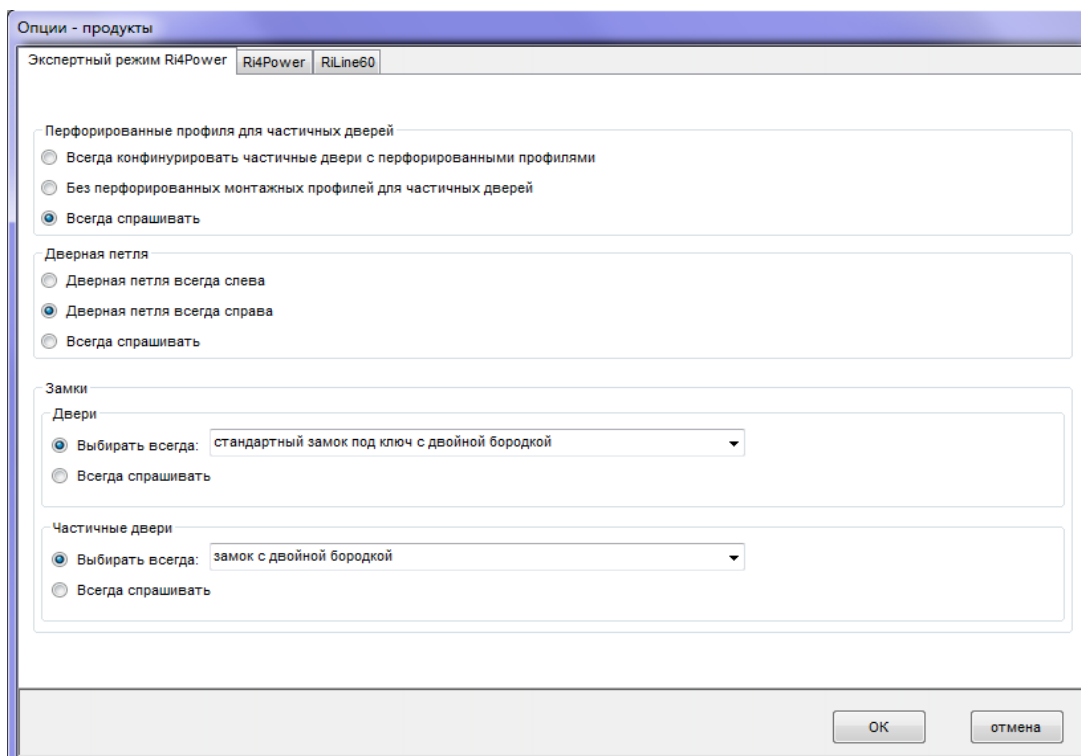 Опции - продукты
Экспертный режим Ri4Power Ri4Power RiLine60
Перфорированные профиля для частичных дверей
Всегда конфинурировать частичные двери с перфорированными профилями
Без перфорированных монтажных профилей для частичных дверей
Всегда спрашивать
Дверная петля
Дверная петля всегда слева
Дверная петля всегда справа
Всегда спрашивать
Замки
Двери
Выбирать всегда: стандартный замок под ключ с двойной бородкой
Всегда спрашивать
Частичные двери
Выбирать всегда: замок с двойной бородкой
Всегда спрашивать
OK отмена